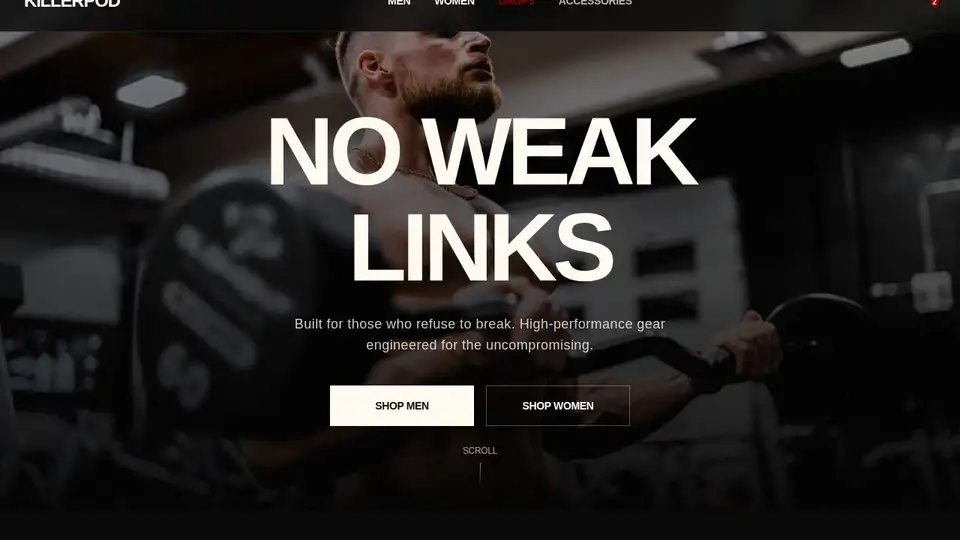 KILLERPOD
MEN WOMEN DROPS ACCESSORIES
2
NO WEAK
LINKS
Built for those who refuse to break. High-performance gear
engineered for the uncompromising.
SHOP MEN SHOP WOMEN
SCROLL